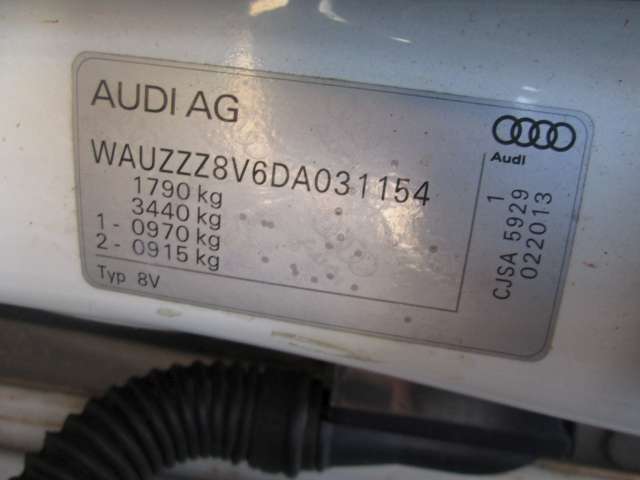 AUDI AG
Audi
WAUZZZ8V6DA031154
1790 kg
3440 kg
1 - 0970 kg
2 - 0915 kg
Typ 8V
1
CJSA 5929
022013